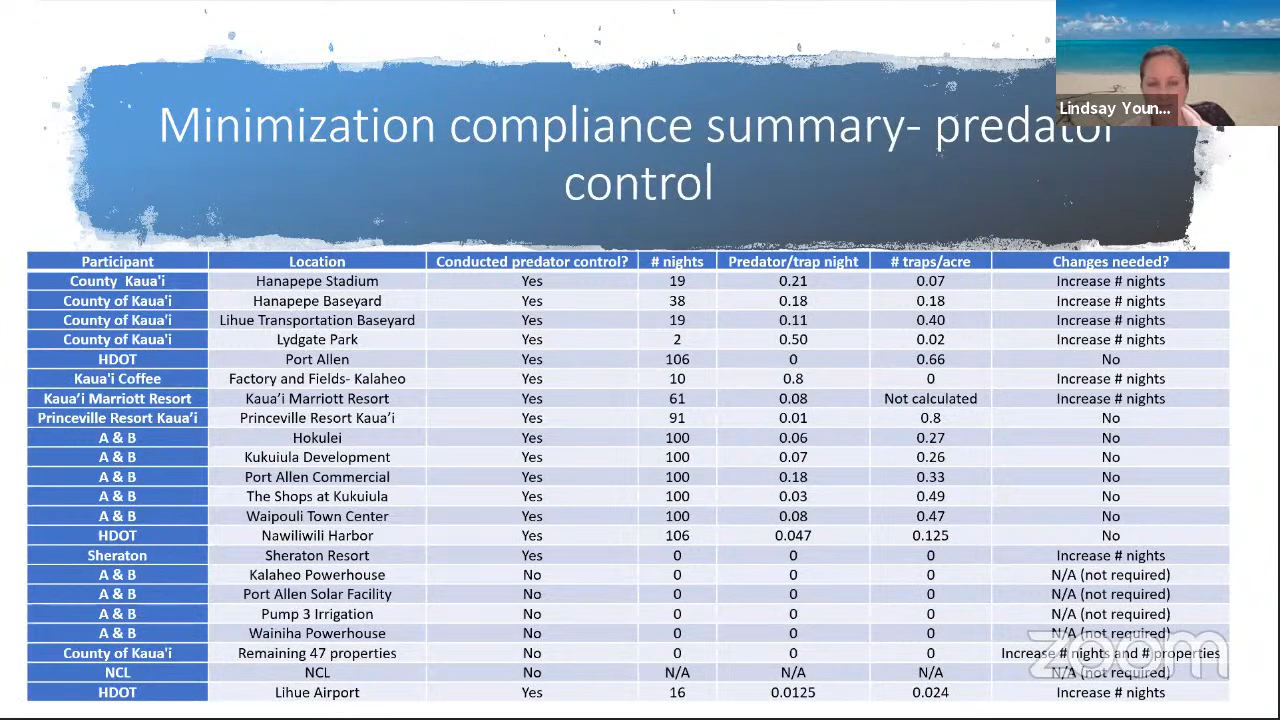 Lindsay Youn...
Minimization compliance summary- predator
control
Participant Location Conducted predator control? # nights Predator/trap night # traps/acre Changes needed?
County Kaua'i Hanapepe Stadium Yes 19 0.21 0.07 Increase # nights
County of Kaua'i Hanapepe Baseyard Yes 38 0.18 0.18 Increase # nights
County of Kaua'i Lihue Transportation Baseyard Yes 19 0.11 0.40 Increase # nights
County of Kaua'i Lydgate Park Yes 2 0.50 0.02 Increase # nights
HDOT Port Allen Yes 106 0 0.66 No
Kaua'i Coffee Factory and Fields- Kalaheo Yes 10 0.8 0 Increase # nights
Kaua’i Marriott Resort Kaua’i Marriott Resort Yes 61 0.08 Not calculated Increase # nights
Princeville Resort Kaua’i Princeville Resort Kaua’i Yes 91 0.01 0.8 No
A & B Hokulei Yes 100 0.06 0.27 No
A & B Kukuiula Development Yes 100 0.07 0.26 No
A & B Port Allen Commercial Yes 100 0.18 0.33 No
A & B The Shops at Kukuiula Yes 100 0.03 0.49 No
A & B Waipouli Town Center Yes 100 0.08 0.47 No
HDOT Nawiliwili Harbor Yes 106 0.047 0.125 No
Sheraton Sheraton Resort Yes 0 0 0 Increase # nights
A & B Kalaheo Powerhouse No 0 0 0 N/A (not required)
A & B Port Allen Solar Facility No 0 0 0 N/A (not required)
A & B Pump 3 Irrigation No 0 0 0 N/A (not required)
A & B Wainiha Powerhouse No 0 0 0 N/A (not required)
County of Kaua'i Remaining 47 properties No 0 0 0 Increase # nights and # properties
NCL NCL No N/A N/A N/A N/A (not required)
HDOT Lihue Airport Yes 16 0.0125 0.024 Increase # nights
zoom